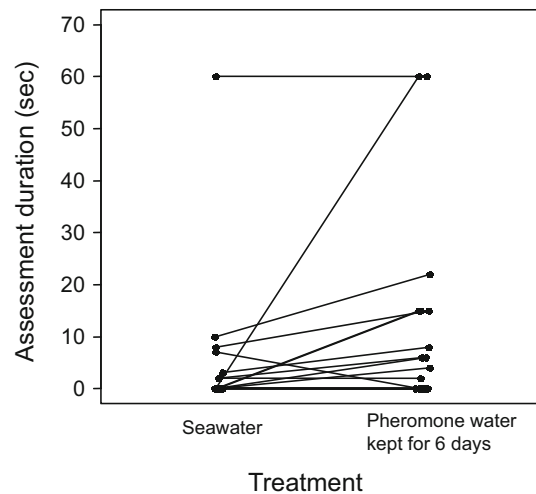 Assessment duration (sec)
70
60
50
40
30
20
10
0
Seawater
Pheromone water
kept for 6 days
Treatment